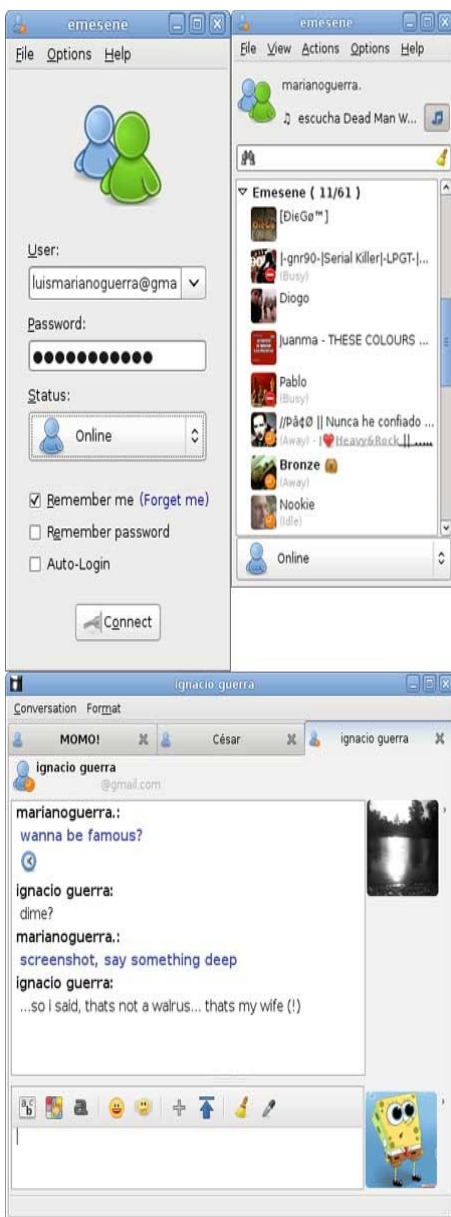 emesene
File Options Help
User:
luismarianoguerra@gma
Password:
Status:
Online
Remember me (Forget me)
Remember password
Auto-Login
Connect
emesene
File View Actions Options Help
marianoguerra.
escucha Dead Man W...
Emesene ( 11/61 )
[ÐiєGø™]
|-gnr90-|Serial Killer|-LPGT-|...
(Busy)
Diogo
Juanma - THESE COLOURS ...
Pablo
(Busy)
//Pâ¢Ø || Nunca he confiado ...
(Away) - I❤Heavy&Rock || .....
Bronze
(Away)
Nookie
(Idle)
Online
ignacio guerra
Conversation Format
MOMO! César ignacio guerra
ignacio guerra
@gmail.com
marianoguerra.:
wanna be famous?
ignacio guerra:
dime?
marianoguerra.:
screenshot, say something deep
ignacio guerra:
...so i said, thats not a walrus... thats my wife (!)